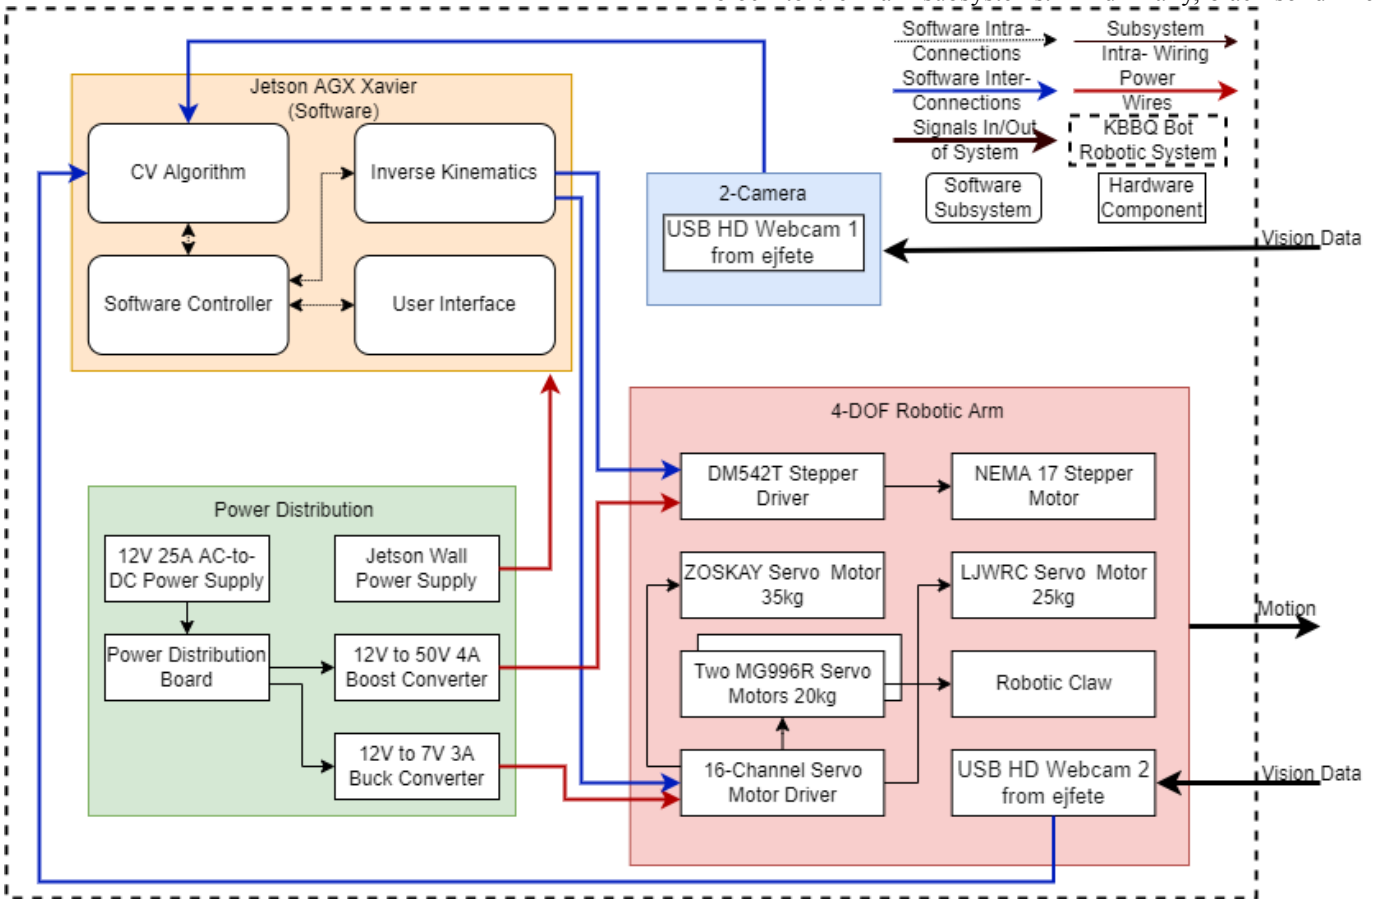 Software Intra-
Connections
Subsystem
Intra- Wiring
Software Inter-
Connections
Power
Wires
Signals In/Out
of System
KBBQ Bot
Robotic System
Software
Subsystem
Hardware
Component
Jetson AGX Xavier
(Software)
CV Algorithm
Inverse Kinematics
Software Controller
User Interface
2-Camera
USB HD Webcam 1
from ejfete
Vision Data
4-DOF Robotic Arm
DM542T Stepper
Driver
NEMA 17 Stepper
Motor
ZOSKAY Servo Motor
35kg
LJWRC Servo Motor
25kg
Two MG996R Servo
Motors 20kg
Robotic Claw
16-Channel Servo
Motor Driver
USB HD Webcam 2
from ejfete
Motion
Vision Data
Power Distribution
12V 25A AC-to-
DC Power Supply
Jetson Wall
Power Supply
Power Distribution
Board
12V to 50V 4A
Boost Converter
12V to 7V 3A
Buck Converter